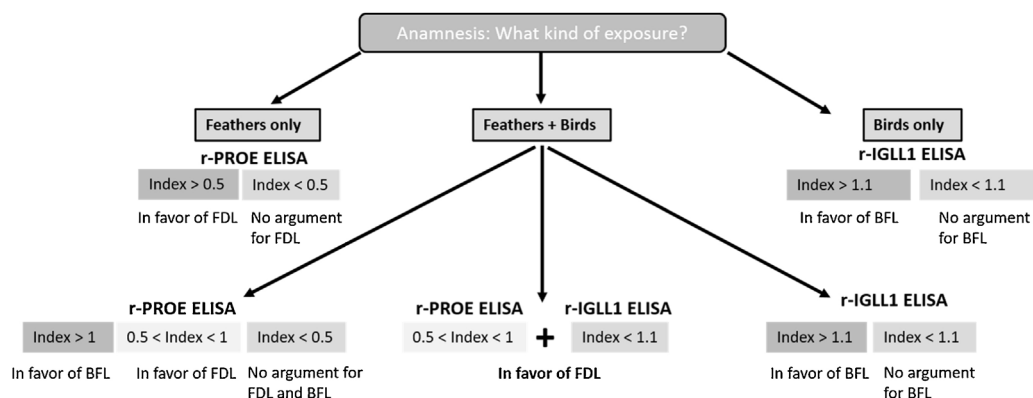 Anamnesis: What kind of exposure?
Feathers only
Feathers + Birds
Birds only
r-PROE ELISA
Index > 0.5
Index < 0.5
In favor of FDL
No argument
for FDL
r-IGLL1 ELISA
Index > 1.1
Index < 1.1
In favor of BFL
No argument
for BFL
r-PROE ELISA
Index > 1
0.5 < Index < 1
Index < 0.5
In favor of BFL
In favor of FDL
No argument for
FDL and BFL
r-PROE ELISA
r-IGLL1 ELISA
0.5 < Index < 1
+
Index < 1.1
In favor of FDL
r-IGLL1 ELISA
Index > 1.1
Index < 1.1
In favor of BFL
No argument
for BFL